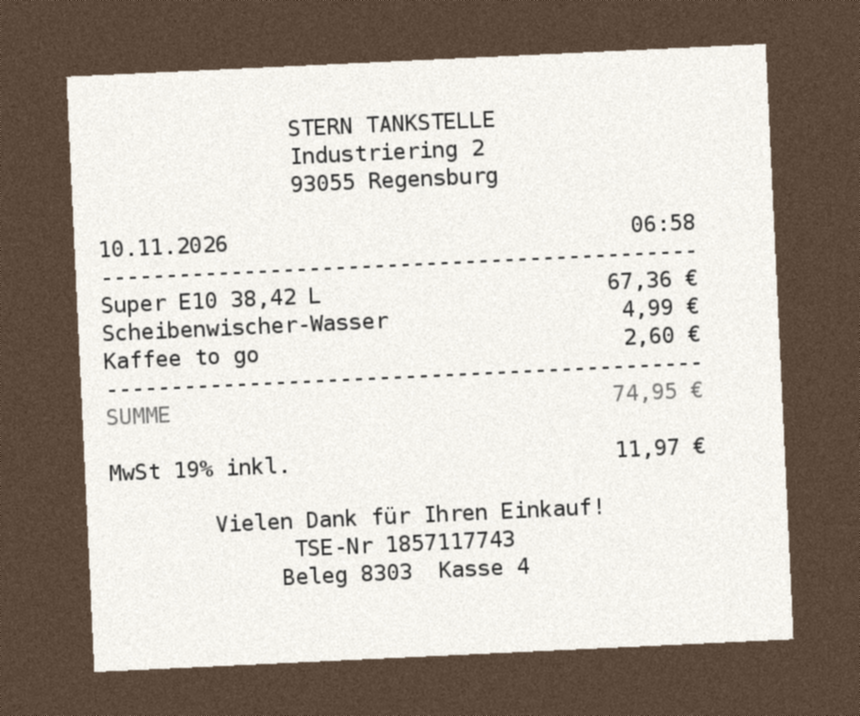 STERN TANKSTELLE
Industriering 2
93055 Regensburg
10.11.2026 06:58
------------------------------------------------
Super E10 38,42 L 67,36 €
Scheibenwischer-Wasser 4,99 €
Kaffee to go 2,60 €
------------------------------------------------
SUMME 74,95 €
MwSt 19% inkl. 11,97 €
Vielen Dank für Ihren Einkauf!
TSE-Nr 1857117743
Beleg 8303 Kasse 4